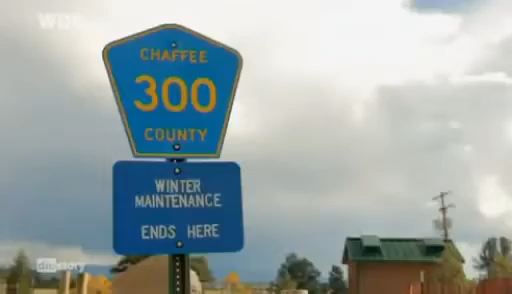 CHAFFEE
300
COUNTY
WINTER
MAINTENANCE
ENDS HERE